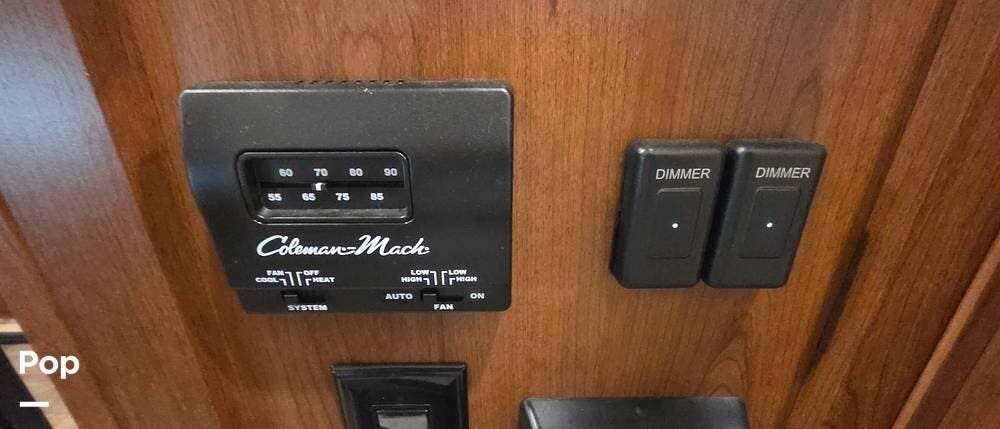 60 70 80 90
55 65 75 85
Coleman-Mach
FAN OFF
COOL HEAT
SYSTEM
LOW LOW
HIGH HIGH
AUTO ON
FAN
DIMMER
DIMMER
Pop